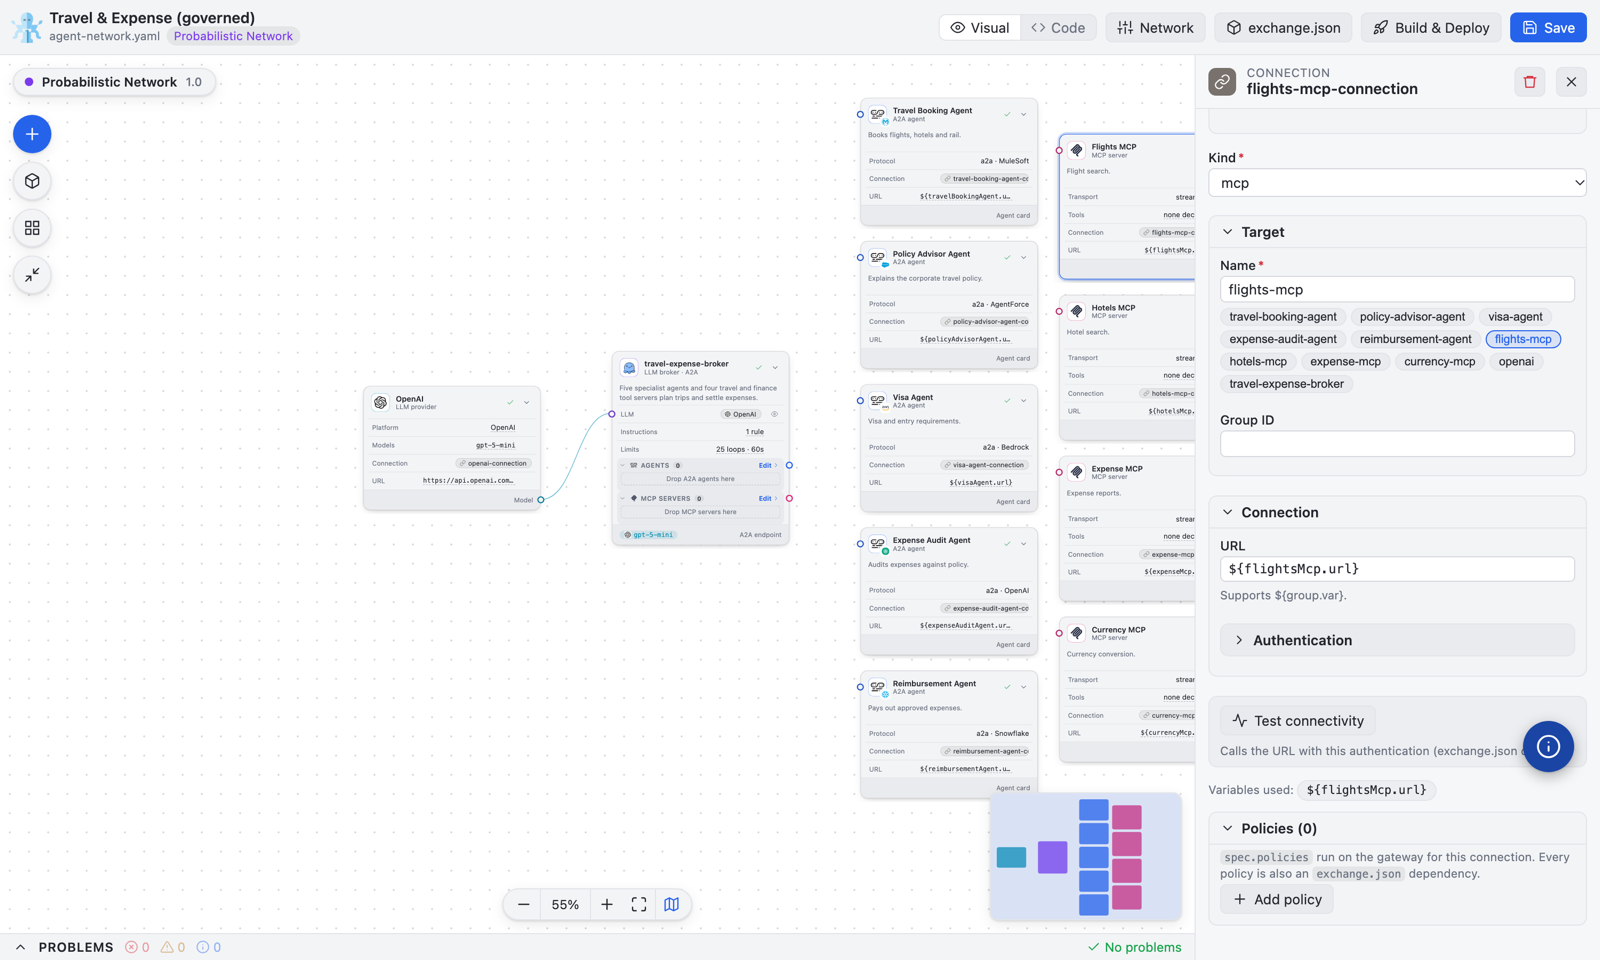 Travel & Expense (governed)
agent-network.yaml Probabilistic Network
Visual
Code
Network
exchange.json
Build & Deploy
Save
Probabilistic Network 1.0
OpenAI
LLM provider
Platform OpenAI
Models gpt-5-mini
Connection openai-connection
URL https://api.openai.com…
Model
travel-expense-broker
LLM broker · A2A
Five specialist agents and four travel and finance
tool servers plan trips and settle expenses.
LLM OpenAI
Instructions 1 rule
Limits 25 loops · 60s
AGENTS 0 Edit
Drop A2A agents here
MCP SERVERS 0 Edit
Drop MCP servers here
gpt-5-mini A2A endpoint
Travel Booking Agent
A2A agent
Books flights, hotels and rail.
Protocol a2a · MuleSoft
Connection travel-booking-agent-co
URL ${travelBookingAgent.u…
Agent card
Policy Advisor Agent
A2A agent
Explains the corporate travel policy.
Protocol a2a · AgentForce
Connection policy-advisor-agent-co
URL ${policyAdvisorAgent.u…
Agent card
Visa Agent
A2A agent
Visa and entry requirements.
Protocol a2a · Bedrock
Connection visa-agent-connection
URL ${visaAgent.url}
Agent card
Expense Audit Agent
A2A agent
Audits expenses against policy.
Protocol a2a · OpenAI
Connection expense-audit-agent-co
URL ${expenseAuditAgent.ur…
Agent card
Reimbursement Agent
A2A agent
Pays out approved expenses.
Protocol a2a · Snowflake
Connection reimbursement-agent-c
URL ${reimbursementAgent.u…
Agent card
Flights MCP
MCP server
Flight search.
Transport strea
Tools none dec
Connection flights-mcp-c
URL ${flightsMcp.
Hotels MCP
MCP server
Hotel search.
Transport strea
Tools none dec
Connection hotels-mcp-c
URL ${hotelsMcp.
Expense MCP
MCP server
Expense reports.
Transport strea
Tools none dec
Connection expense-mcp
URL ${expenseMcp.
Currency MCP
MCP server
Currency conversion.
Transport strea
Tools none dec
Connection currency-mcp
URL ${currencyMcp.
55%
PROBLEMS 0 0 0
No problems
CONNECTION
flights-mcp-connection
Kind *
mcp
Target
Name *
flights-mcp
travel-booking-agent policy-advisor-agent visa-agent
expense-audit-agent reimbursement-agent flights-mcp
hotels-mcp expense-mcp currency-mcp openai
travel-expense-broker
Group ID
Connection
URL
${flightsMcp.url}
Supports ${group.var}.
Authentication
Test connectivity
Calls the URL with this authentication (exchange.json
Variables used: ${flightsMcp.url}
Policies (0)
spec.policies run on the gateway for this connection. Every
policy is also an exchange.json dependency.
Add policy